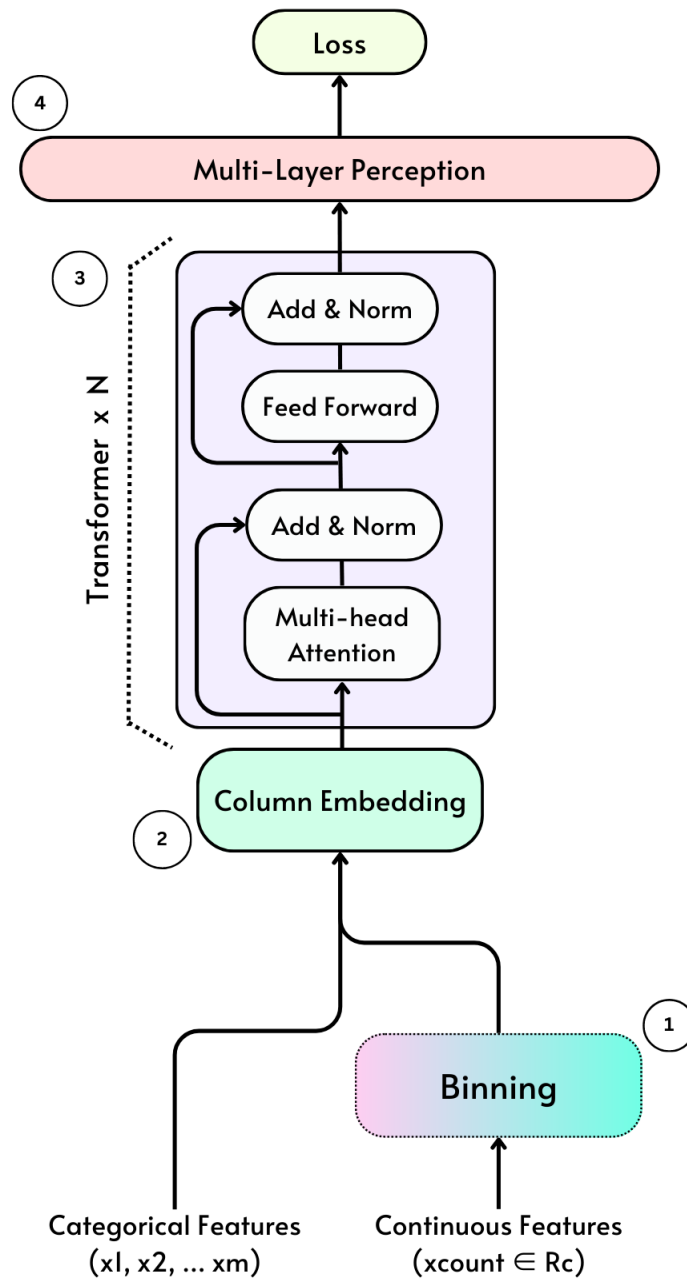 Loss
4
Multi-Layer Perception
3
Transformer x N
Add & Norm
Feed Forward
Add & Norm
Multi-head
Attention
Column Embedding
2
1
Binning
Categorical Features
(x1, x2, ... xm)
Continuous Features
(xcount ∈ Rc)